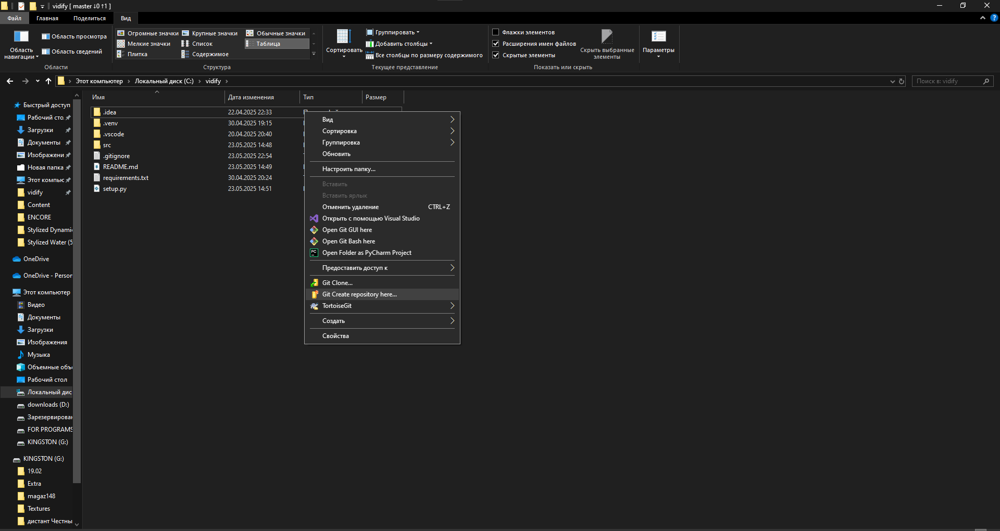 vidify [ master ↓0 ↑1 ]
Файл
Главная
Поделиться
Вид
Область навигации
Область просмотра
Область сведений
Области
Огромные значки
Крупные значки
Обычные значки
Мелкие значки
Список
Таблица
Плитка
Содержимое
Структура
Сортировать
Группировать
Добавить столбцы
Все столбцы по размеру содержимого
Текущее представление
Флажки элементов
Расширения имен файлов
Скрытые элементы
Скрыть выбранные
элементы
Показать или скрыть
Параметры
Этот компьютер
Локальный диск (C:)
vidify
Поиск в: vidify
Быстрый доступ
Рабочий сто
Загрузки
Документы
Изображени
Новая папка
Этот компьк
vidify
Content
ENCORE
Stylized Dynami
Stylized Water (5
OneDrive
OneDrive - Person
Этот компьютер
Видео
Документы
Загрузки
Изображения
Музыка
Объемные объ
Рабочий стол
Локальный дис
downloads (D:)
Зарезервирован
FOR PROGRAMS
KINGSTON (G:)
KINGSTON (G:)
19.02
Extra
magaz148
Textures
дистант Честны
Имя
Дата изменения
Тип
Размер
.idea 22.04.2025 22:33
.venv 30.04.2025 19:15
.vscode 20.04.2025 20:40
src 23.05.2025 14:48
.gitignore 23.05.2025 22:54
README.md 23.05.2025 14:49
requirements.txt 30.04.2025 20:24
setup.py 23.05.2025 14:51
Вид
Сортировка
Группировка
Обновить
Настроить папку...
Вставить
Вставить ярлык
Отменить удаление CTRL+Z
Открыть с помощью Visual Studio
Open Git GUI here
Open Git Bash here
Open Folder as PyCharm Project
Предоставить доступ к
Git Clone...
Git Create repository here...
TortoiseGit
Создать
Свойства